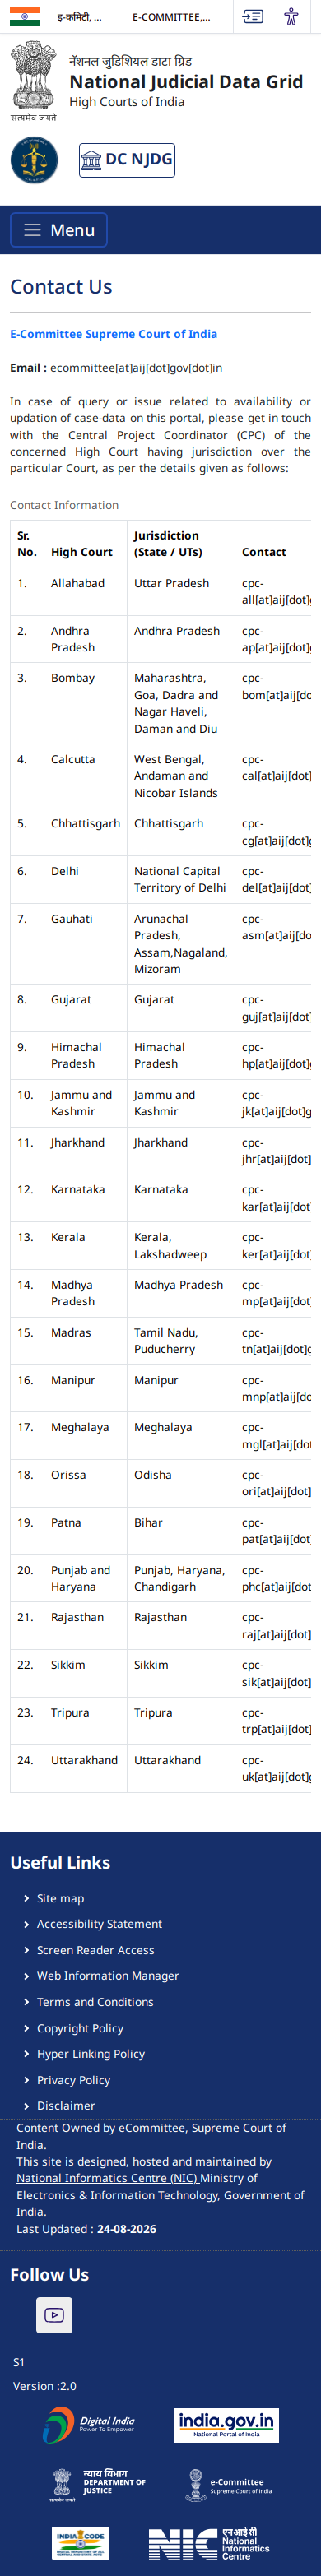 इ-कमिटी, ...
E-COMMITTEE,...
नॅशनल जुडिशियल डाटा ग्रिड
National Judicial Data Grid
High Courts of India
सत्यमेव जयते
DC NJDG
Menu
Contact Us
E-Committee Supreme Court of India
Email : ecommittee[at]aij[dot]gov[dot]in
In case of query or issue related to availability or
updation of case-data on this portal, please get in touch
with the Central Project Coordinator (CPC) of the
concerned High Court having jurisdiction over the
particular Court, as per the details given as follows:
Contact Information
Sr. No. High Court Jurisdiction (State / UTs) Contact
1. Allahabad Uttar Pradesh cpc-
all[at]aij[dot]g
2. Andhra Pradesh Andhra Pradesh cpc-
ap[at]aij[dot]g
3. Bombay Maharashtra, cpc-
Goa, Dadra and bom[at]aij[do
Nagar Haveli,
Daman and Diu
4. Calcutta West Bengal, cpc-
Andaman and cal[at]aij[dot]
Nicobar Islands
5. Chhattisgarh Chhattisgarh cpc-
cg[at]aij[dot]g
6. Delhi National Capital cpc-
Territory of Delhi del[at]aij[dot]
7. Gauhati Arunachal cpc-
Pradesh, asm[at]aij[do
Assam,Nagaland,
Mizoram
8. Gujarat Gujarat cpc-
guj[at]aij[dot]
9. Himachal Himachal cpc-
Pradesh Pradesh hp[at]aij[dot]g
10. Jammu and Jammu and cpc-
Kashmir Kashmir jk[at]aij[dot]g
11. Jharkhand Jharkhand cpc-
jhr[at]aij[dot]
12. Karnataka Karnataka cpc-
kar[at]aij[dot]
13. Kerala Kerala, cpc-
Lakshadweep ker[at]aij[dot]
14. Madhya Madhya Pradesh cpc-
Pradesh mp[at]aij[dot]
15. Madras Tamil Nadu, cpc-
Puducherry tn[at]aij[dot]g
16. Manipur Manipur cpc-
mnp[at]aij[do
17. Meghalaya Meghalaya cpc-
mgl[at]aij[dot
18. Orissa Odisha cpc-
ori[at]aij[dot]
19. Patna Bihar cpc-
pat[at]aij[dot]
20. Punjab and Punjab, Haryana, cpc-
Haryana Chandigarh phc[at]aij[dot
21. Rajasthan Rajasthan cpc-
raj[at]aij[dot]
22. Sikkim Sikkim cpc-
sik[at]aij[dot]
23. Tripura Tripura cpc-
trp[at]aij[dot]
24. Uttarakhand Uttarakhand cpc-
uk[at]aij[dot]g
Useful Links
Site map
Accessibility Statement
Screen Reader Access
Web Information Manager
Terms and Conditions
Copyright Policy
Hyper Linking Policy
Privacy Policy
Disclaimer
Content Owned by eCommittee, Supreme Court of
India.
This site is designed, hosted and maintained by
National Informatics Centre (NIC) Ministry of
Electronics & Information Technology, Government of
India.
Last Updated : 24-08-2026
Follow Us
S1
Version :2.0
Digital India
Power To Empower
india.gov.in
National Portal of India
न्याय विभाग
DEPARTMENT OF
JUSTICE
सत्यमेव जयते
e-Committee
Supreme Court of India
INDIA CODE
NIC
एनआईसी
National
Informatics
Centre